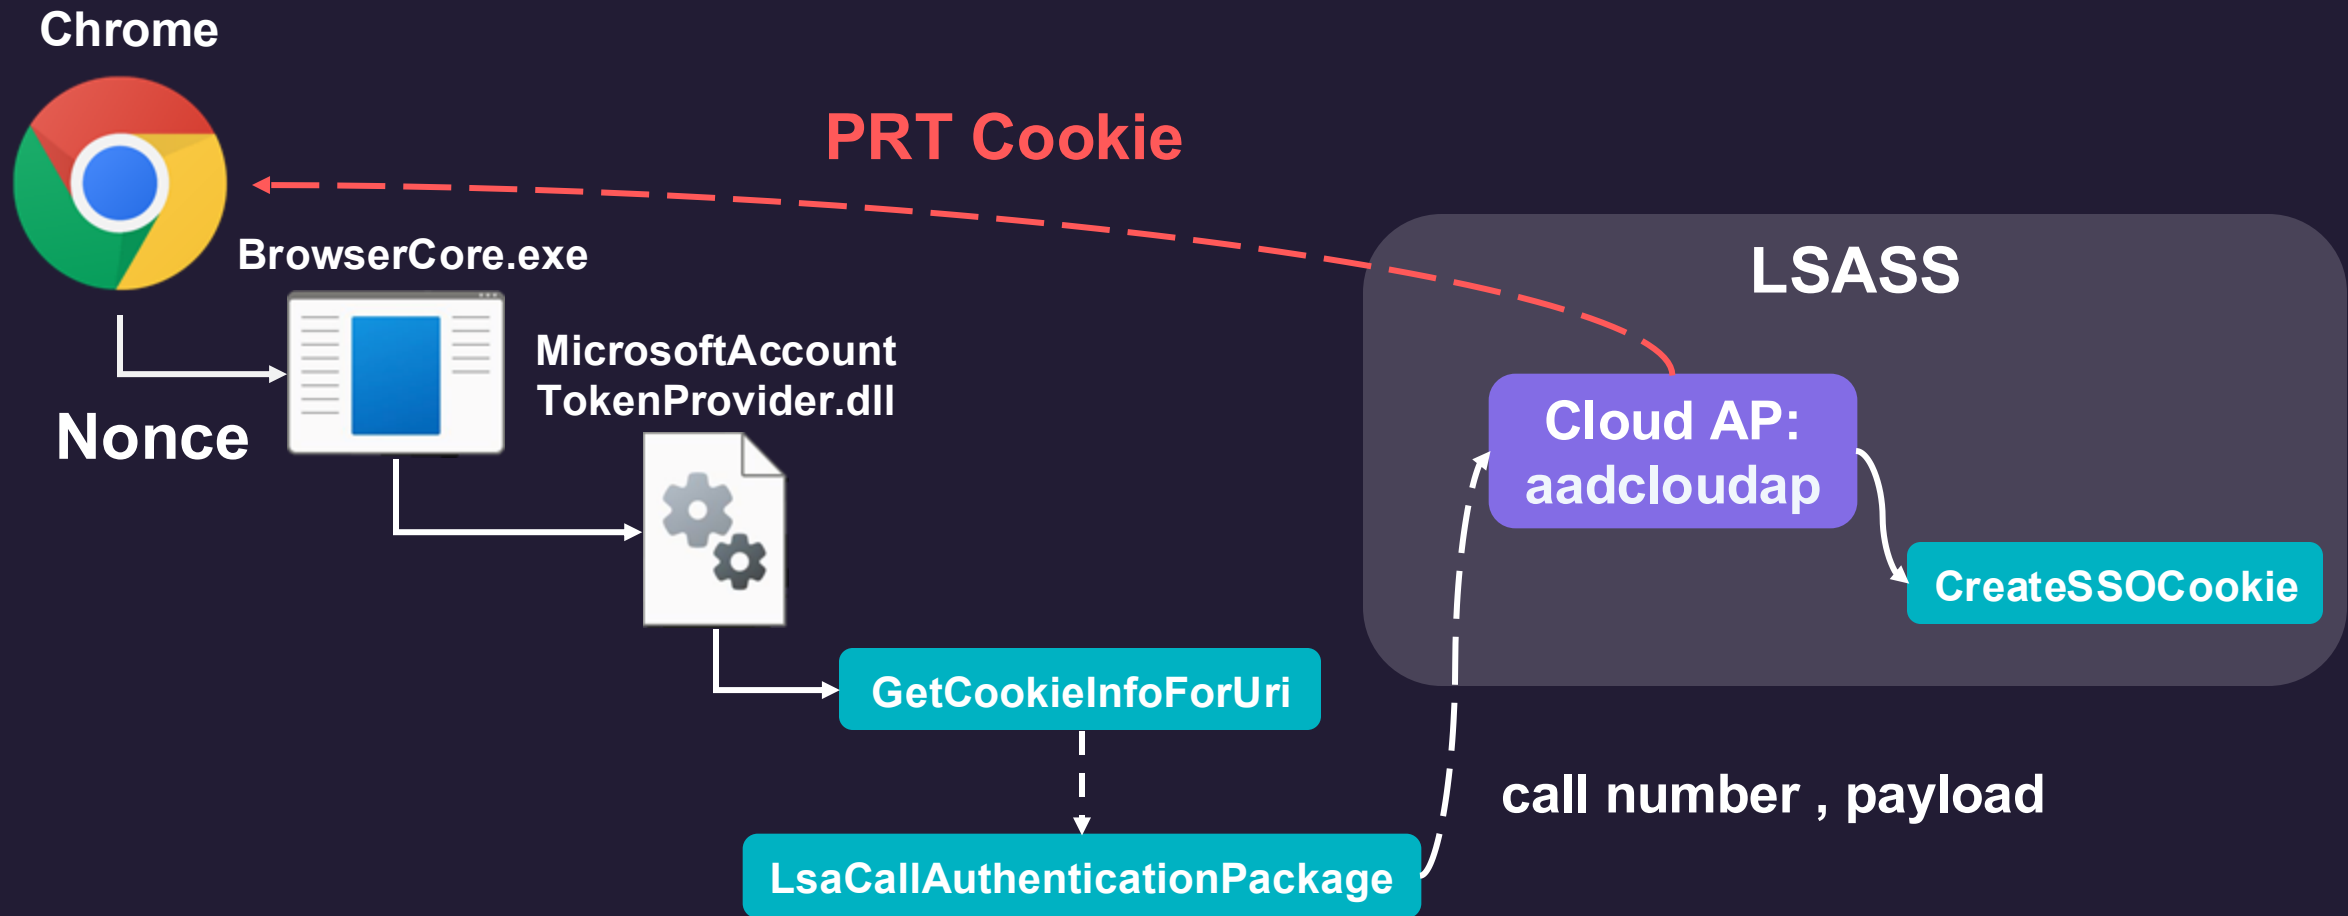 Chrome
PRT Cookie
BrowserCore.exe
LSASS
MicrosoftAccount
TokenProvider.dll
Nonce
Cloud AP:
aadcloudap
CreateSSOCookie
GetCookieInfoForUri
call number , payload
LsaCallAuthenticationPackage